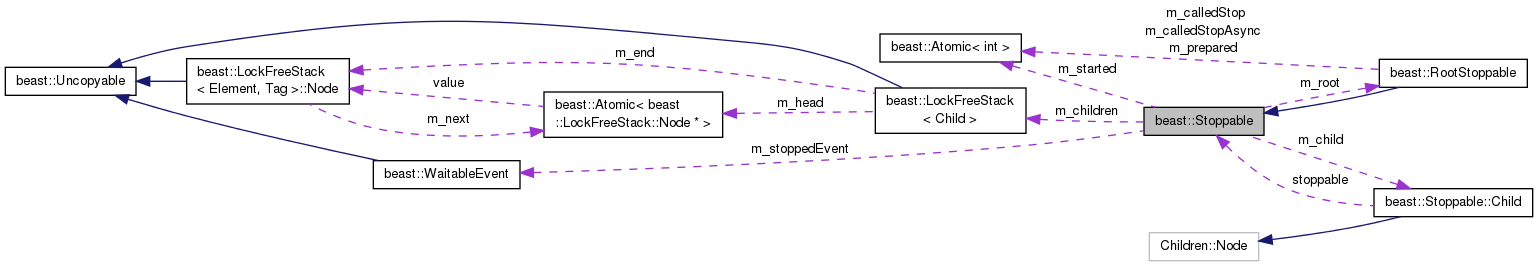 m_calledStop
m_calledStopAsync
m_prepared
beast::Atomic< int >
m_end
m_started
beast::RootStoppable
beast::Uncopyable
beast::LockFreeStack
< Element, Tag >::Node
value
m_root
beast::Atomic< beast
::LockFreeStack::Node * >
m_head
beast::LockFreeStack
< Child >
m_children
beast::Stoppable
m_next
m_child
m_stoppedEvent
beast::WaitableEvent
stoppable
beast::Stoppable::Child
Children::Node